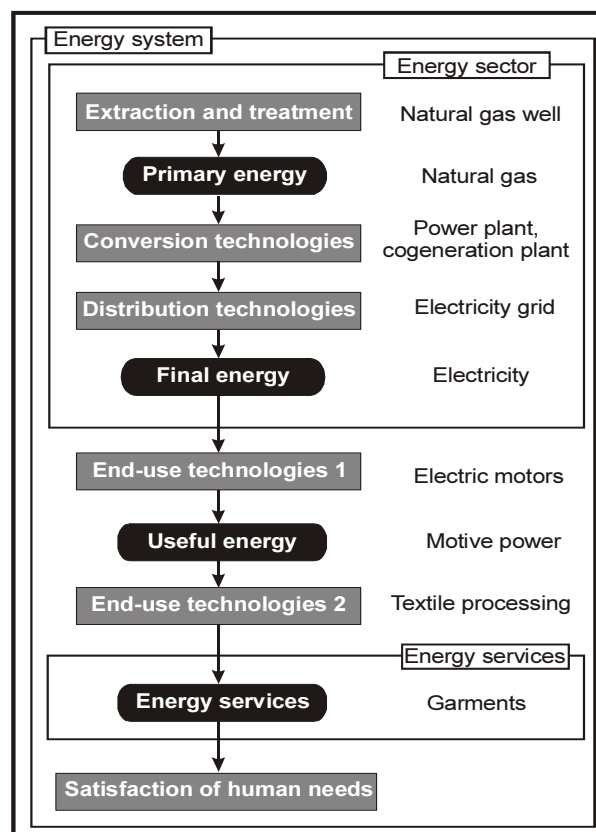 Energy system
Energy sector
Extraction and treatment
Natural gas well
Primary energy
Natural gas
Conversion technologies
Power plant,
cogeneration plant
Distribution technologies
Electricity grid
Final energy
Electricity
End-use technologies 1
Electric motors
Useful energy
Motive power
End-use technologies 2
Textile processing
Energy services
Energy services
Garments
Satisfaction of human needs